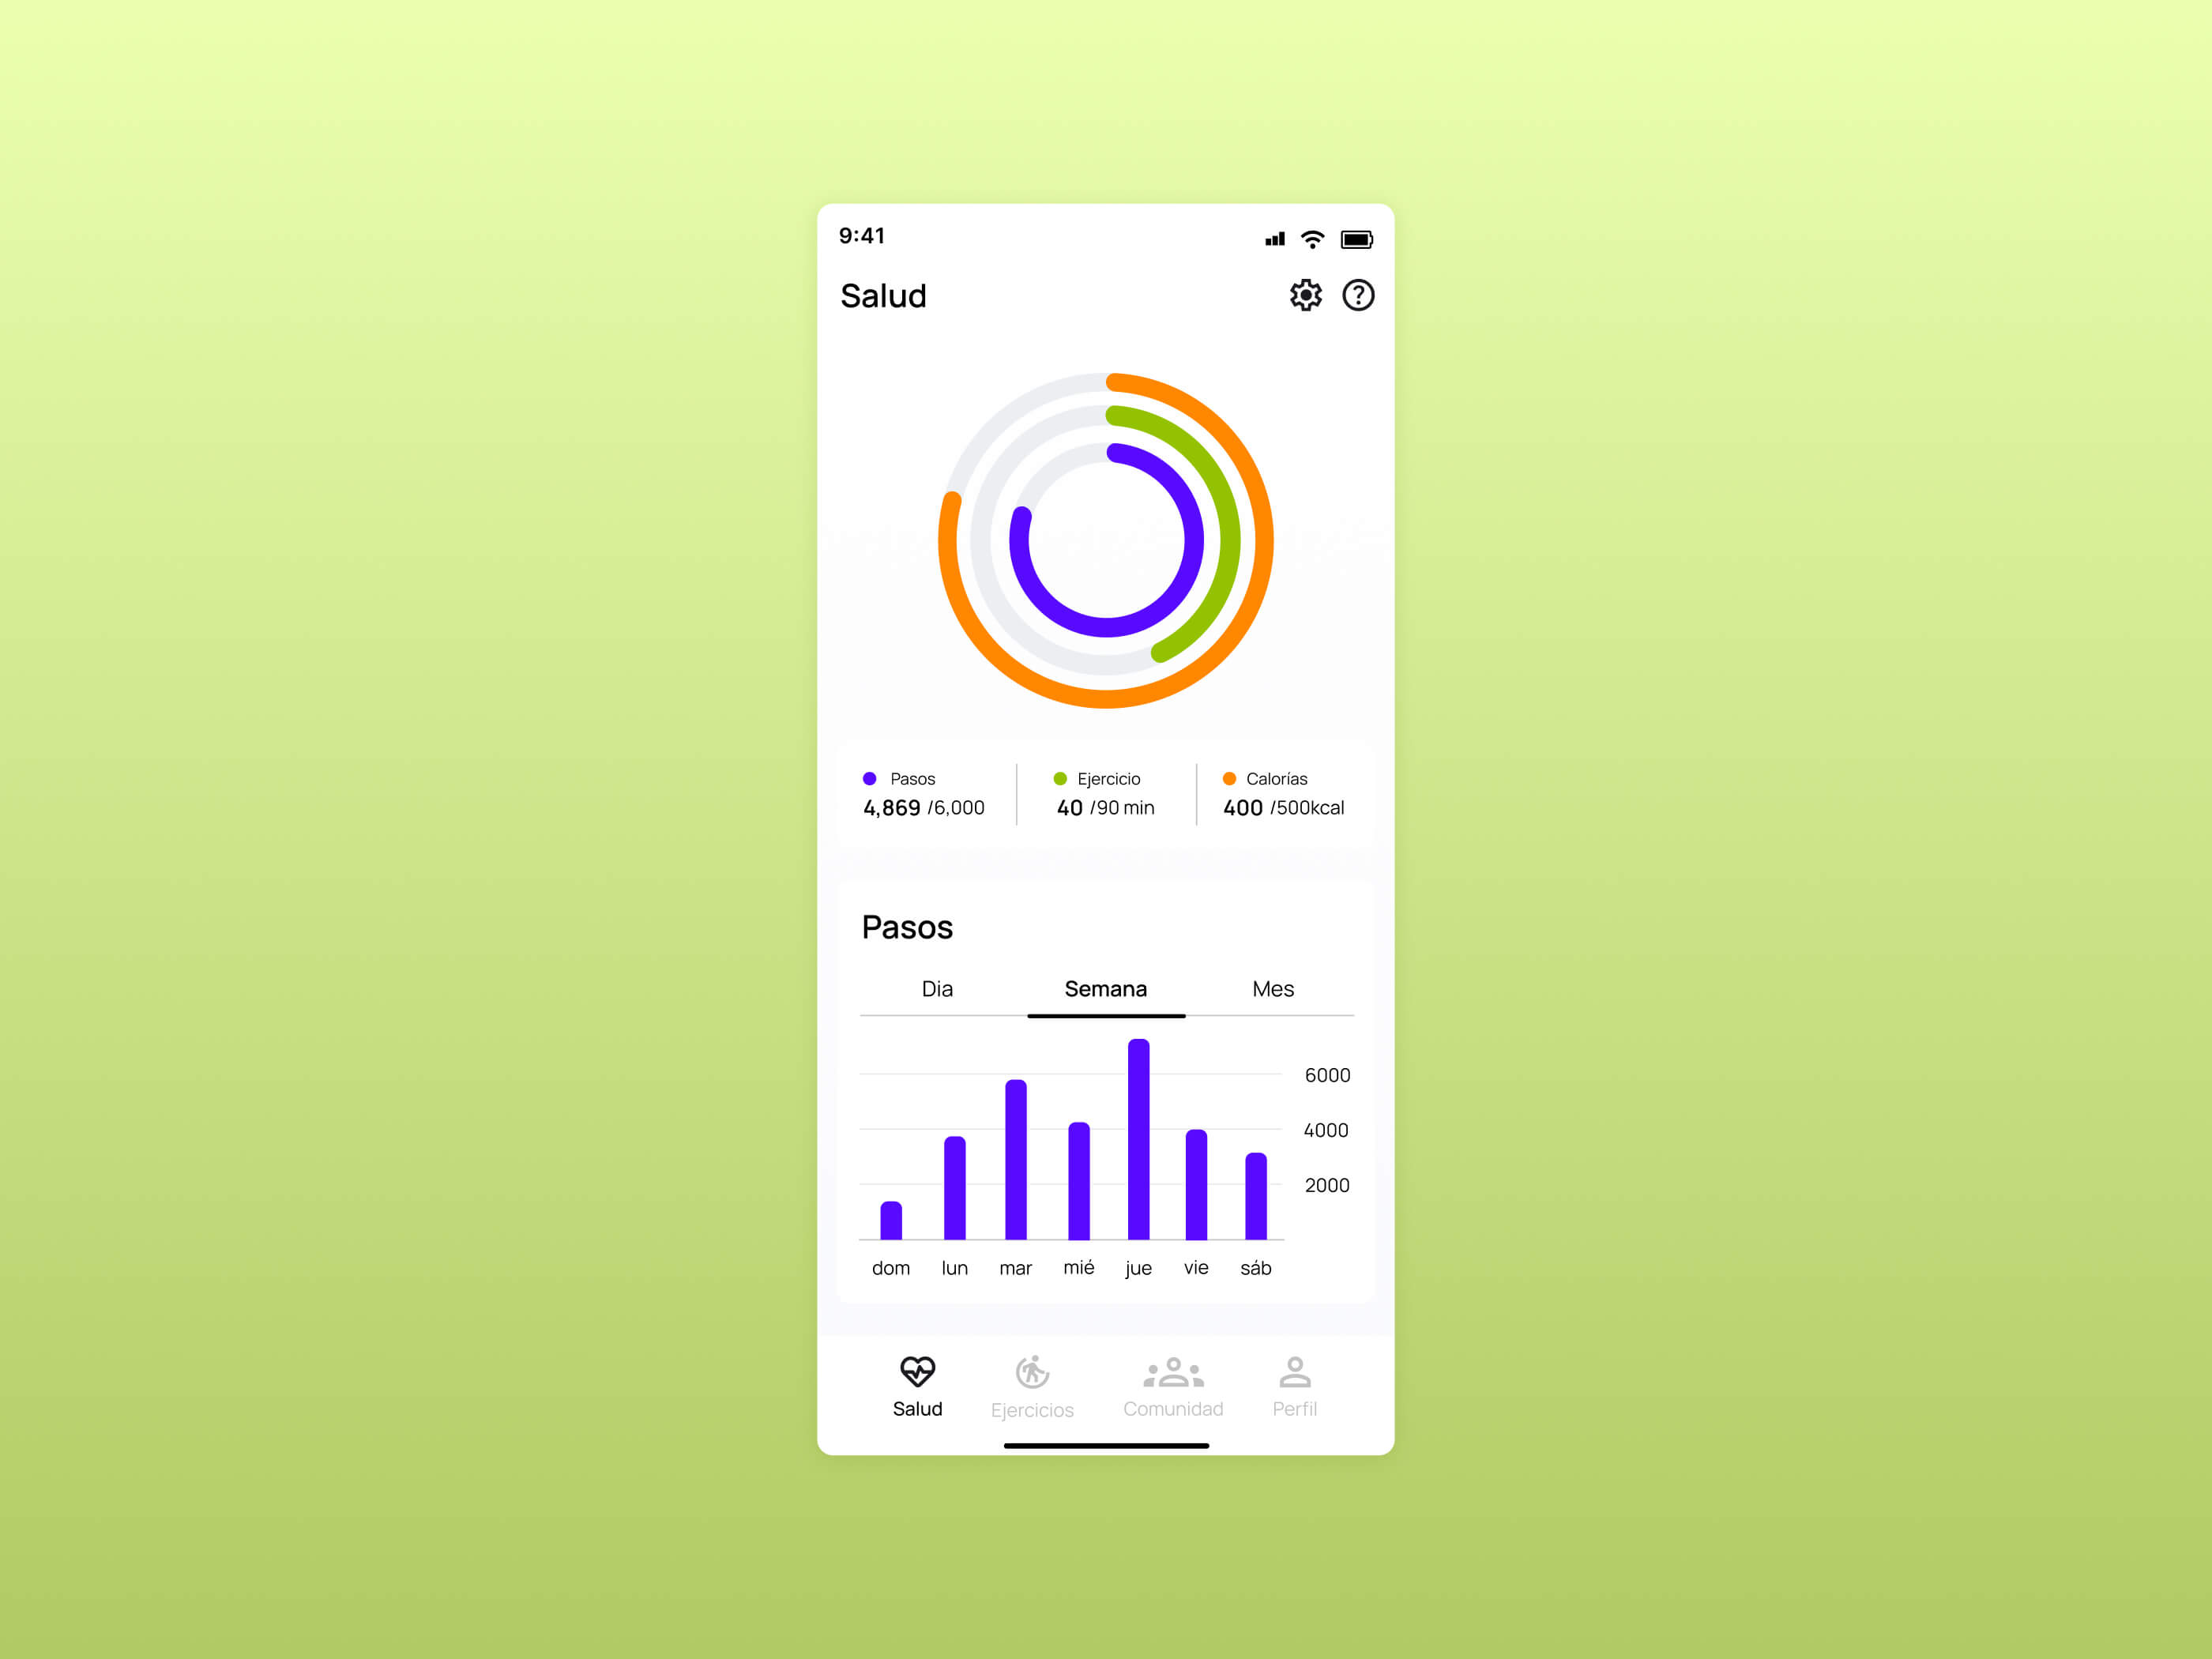 9:41
Salud
Pasos
4,869 /6,000
Ejercicio
40 /90 min
Calorías
400 /500kcal
Pasos
Dia Semana Mes
6000
4000
2000
dom lun mar mié jue vie sáb
Salud Ejercicios Comunidad Perfil